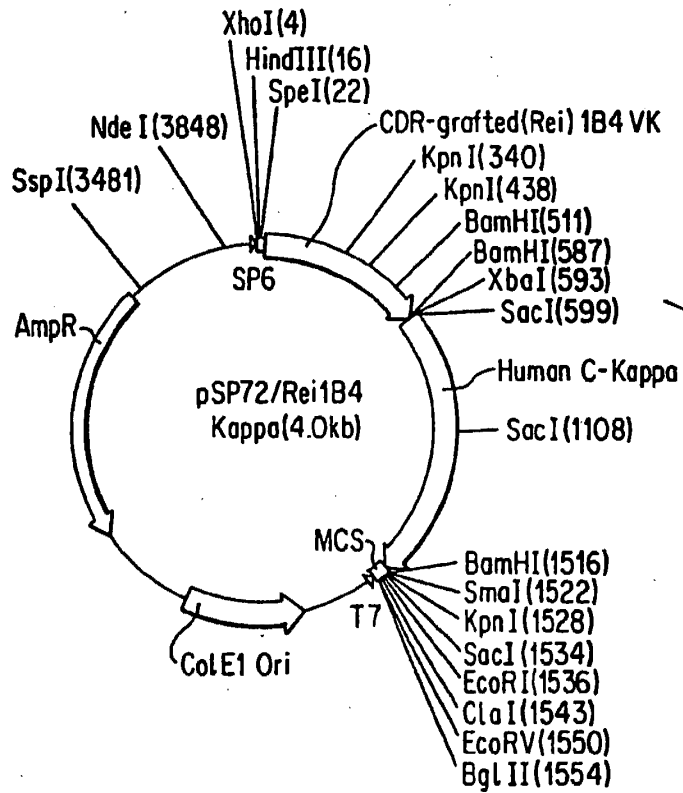 XhoI(4)
HindIII(16)
SpeI(22)
NdeI(3848)
SspI(3481)
CDR-grafted(Rei) 1B4 VK
KpnI(340)
KpnI(438)
BamHI(511)
BamHI(587)
XbaI(593)
SacI(599)
SP6
AmpR
pSP72/Rei1B4
Kappa(4.0kb)
Human C-Kappa
SacI(1108)
MCS
T7
ColE1 Ori
BamHI(1516)
SmaI(1522)
KpnI(1528)
SacI(1534)
EcoRI(1536)
ClaI(1543)
EcoRV(1550)
BglII(1554)